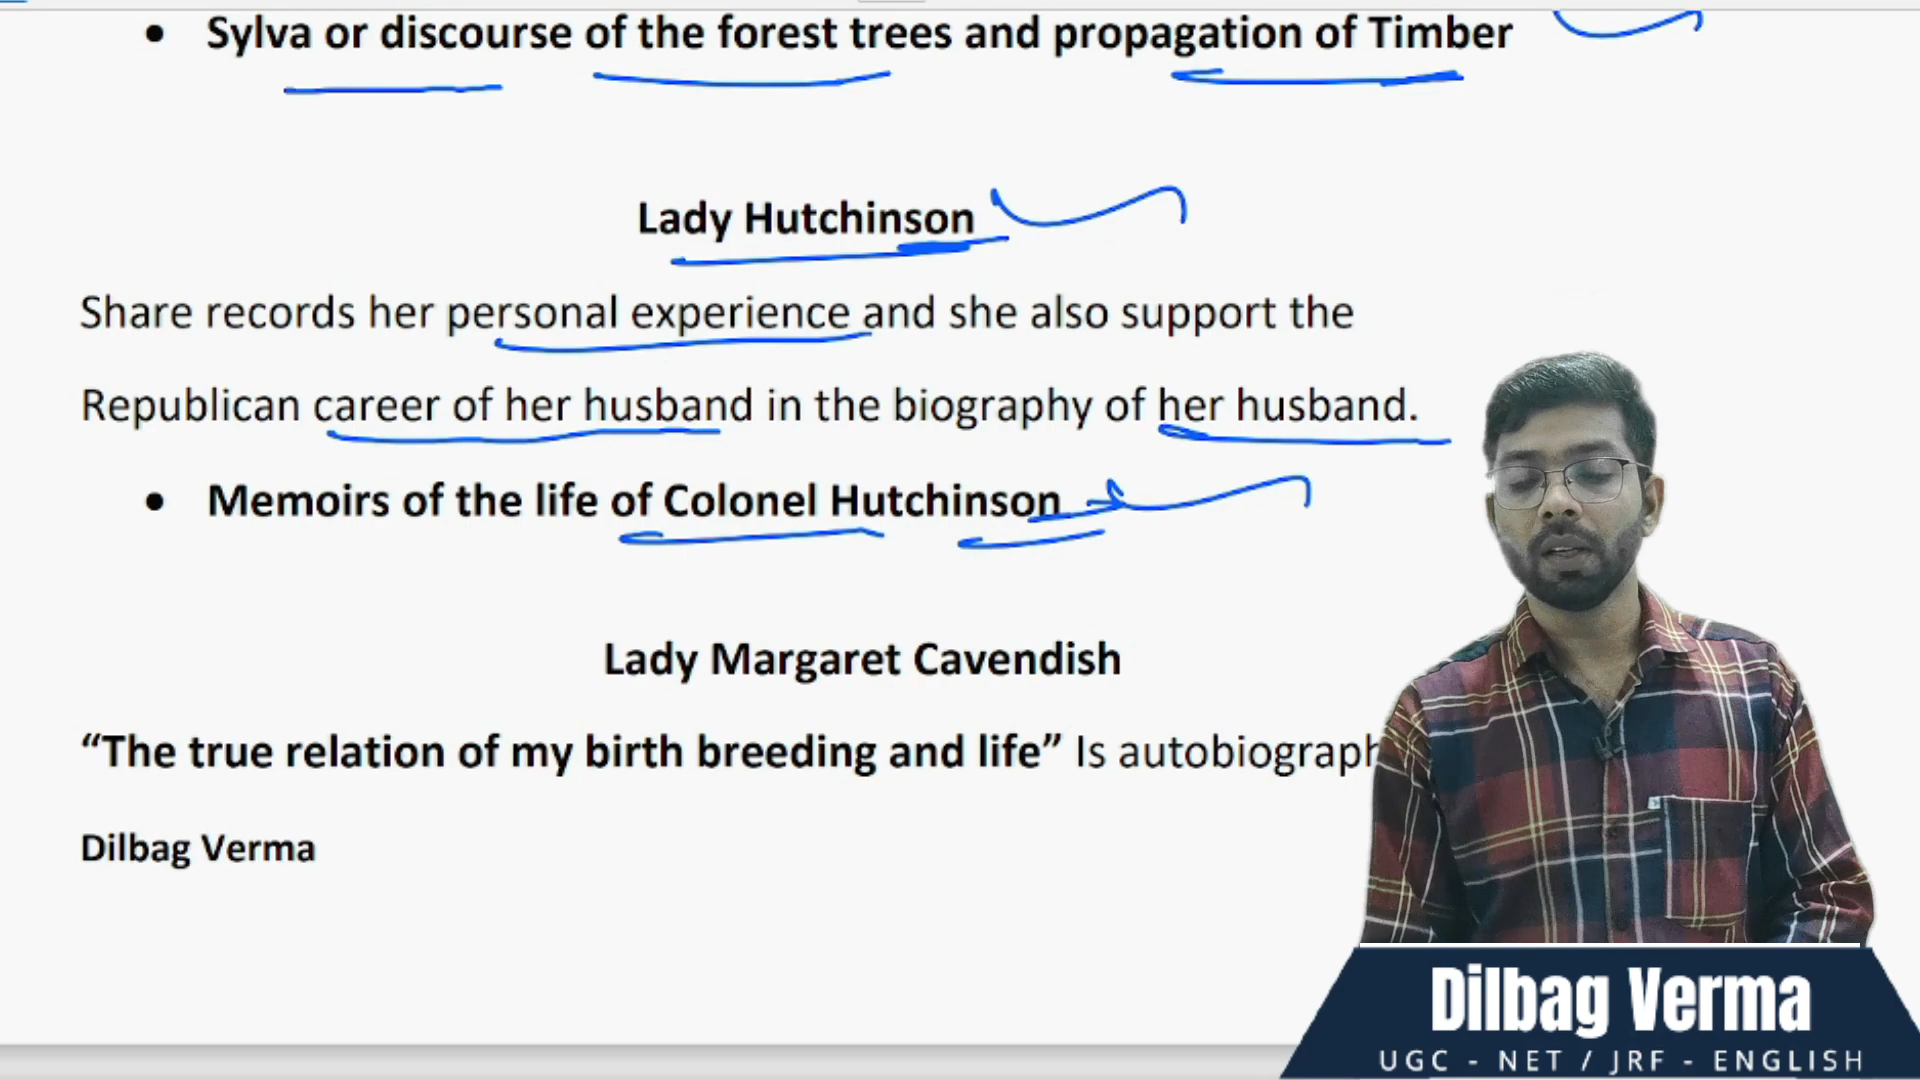 • Sylva or discourse of the forest trees and propagation of Timber
Lady Hutchinson
Share records her personal experience and she also support the
Republican career of her husband in the biography of her husband.
• Memoirs of the life of Colonel Hutchinson
Lady Margaret Cavendish
“The true relation of my birth breeding and life” Is autobiograph
Dilbag Verma
Dilbag Verma
UGC - NET / JRF - ENGLISH